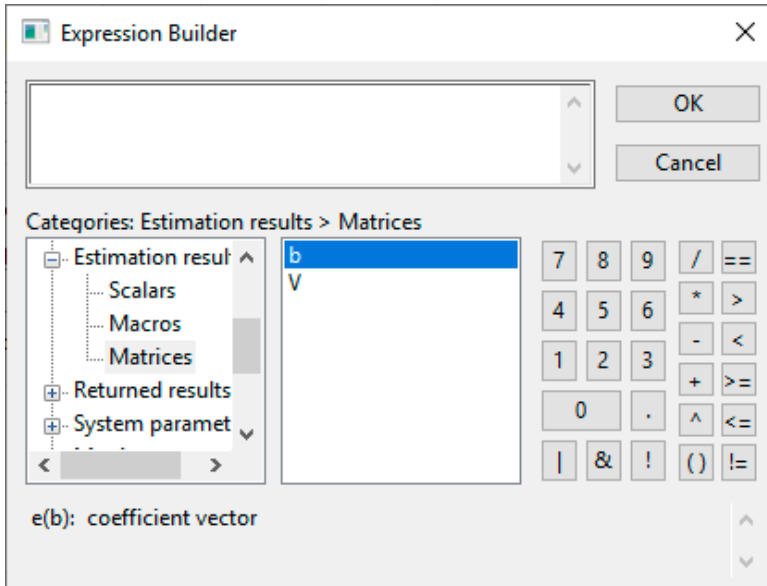 Expression Builder
OK
Cancel
Categories: Estimation results > Matrices
Estimation result
Scalars
Macros
Matrices
Returned results
System paramet
b
V
7 8 9 / ==
4 5 6 * >
1 2 3 - <
0 . + >=
^ <=
| & ! () !=
e(b): coefficient vector